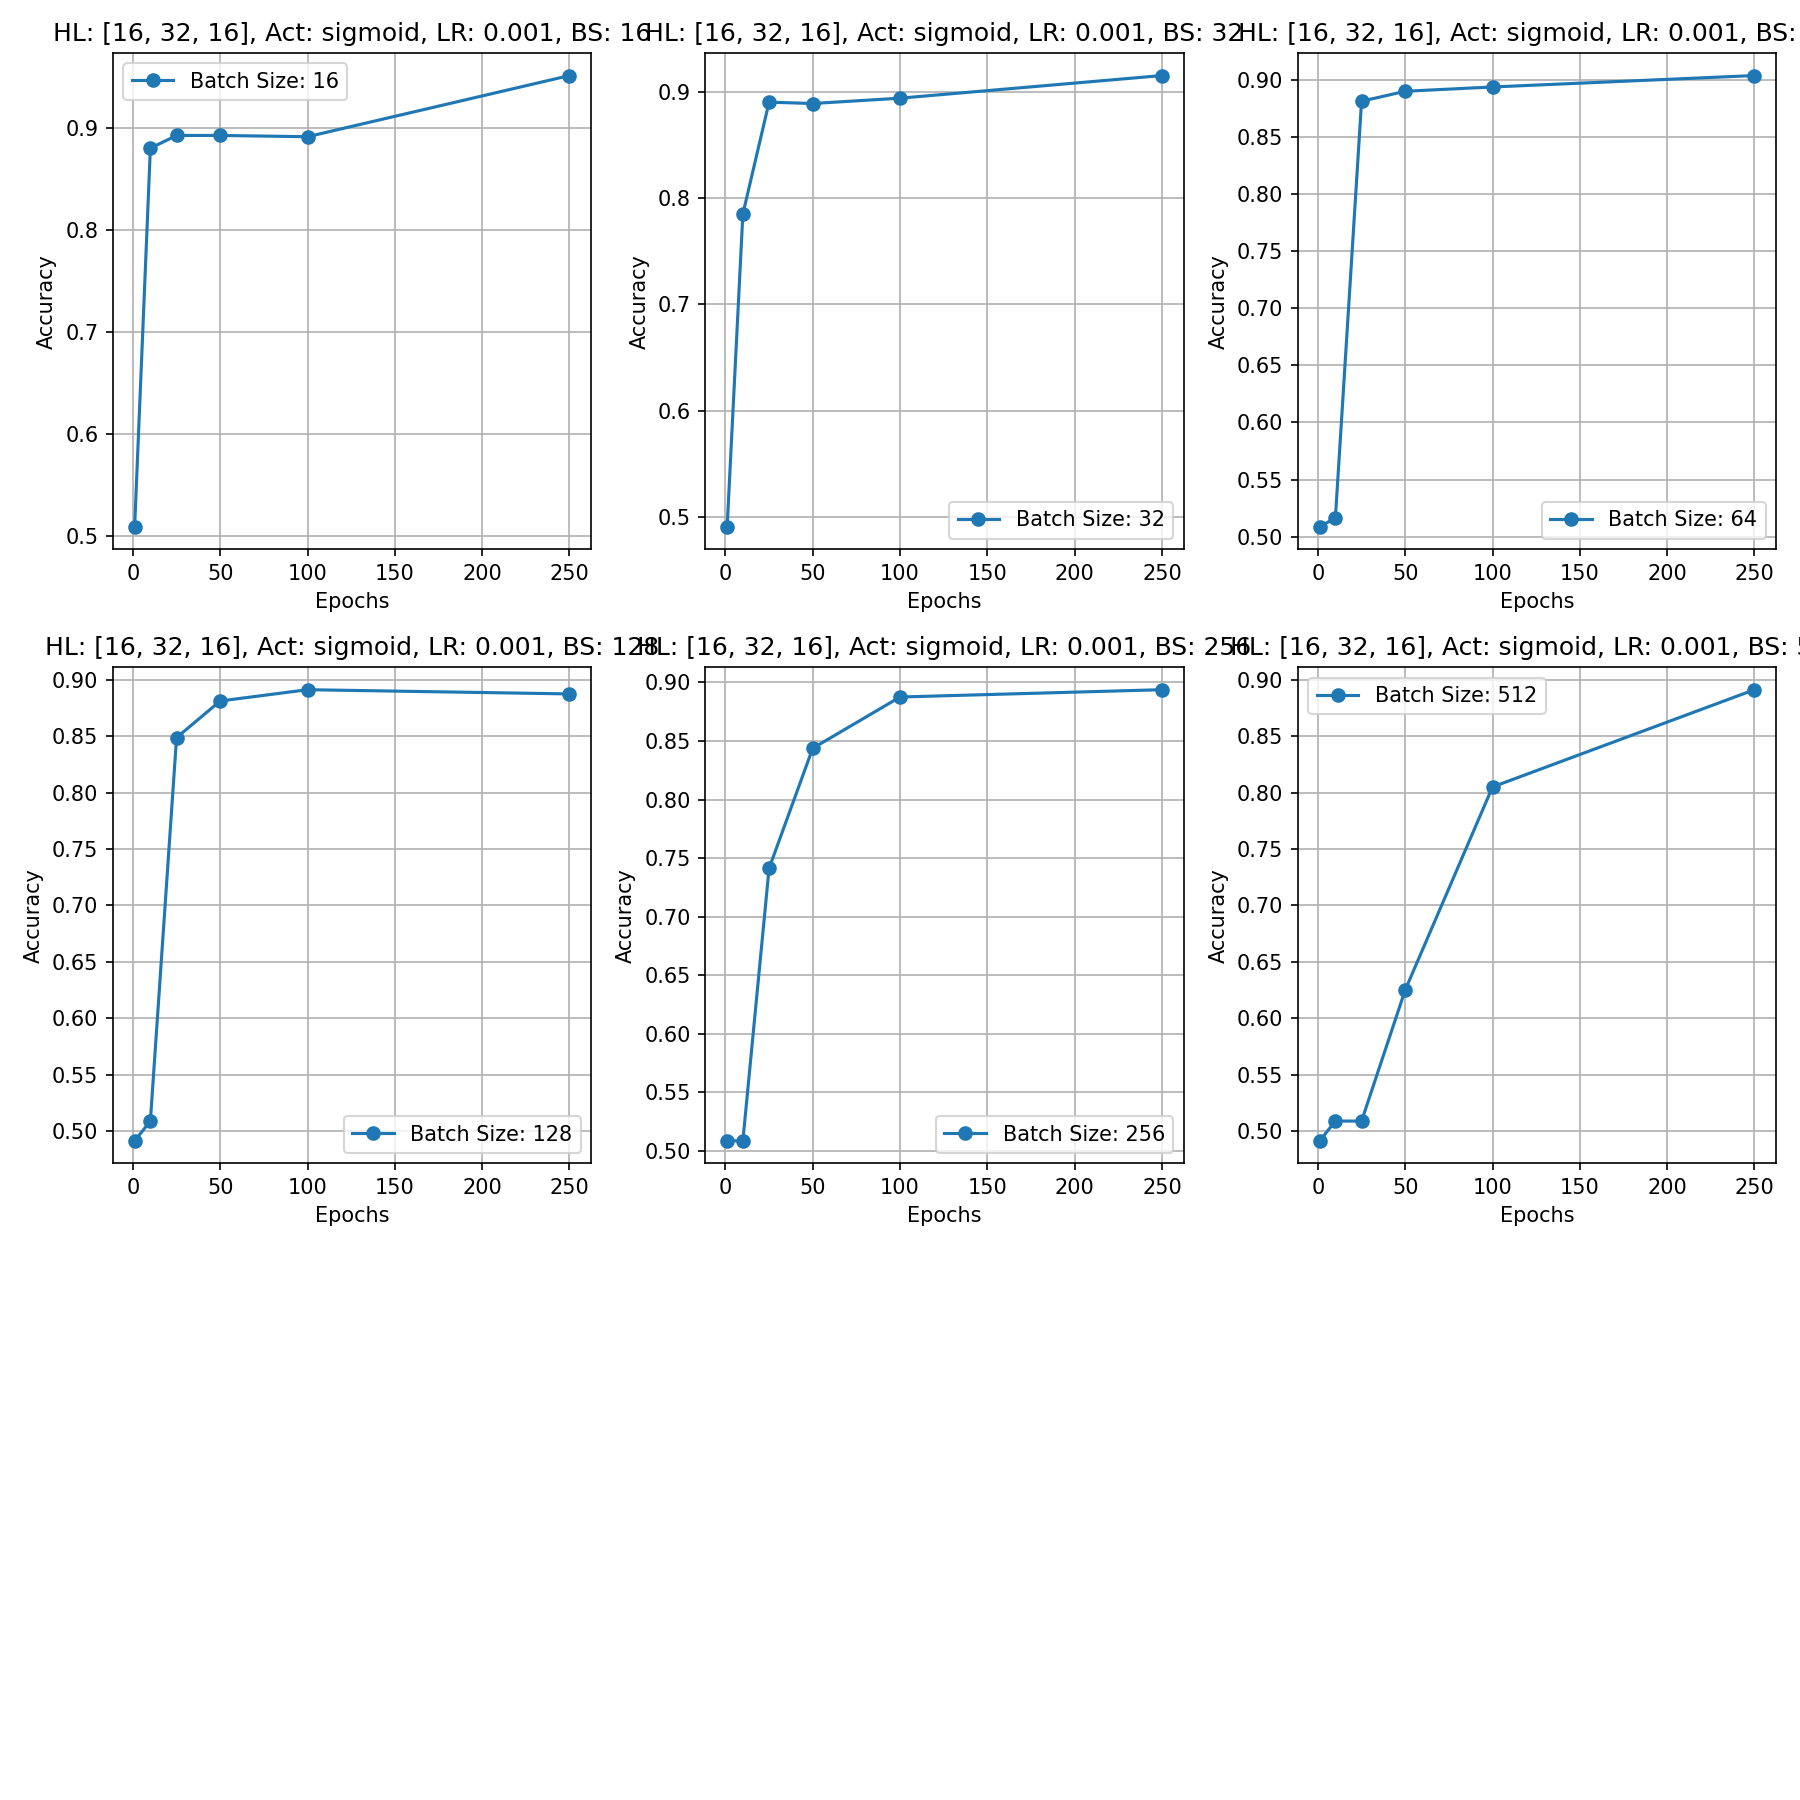 HL: [16, 32, 16], Act: sigmoid, LR: 0.001, BS: 16
Batch Size: 16
0.9
0.8
0.7
0.6
0.5
Accuracy
0 50 100 150 200 250
Epochs
HL: [16, 32, 16], Act: sigmoid, LR: 0.001, BS: 32
0.9
0.8
0.7
0.6
0.5
Accuracy
Batch Size: 32
0 50 100 150 200 250
Epochs
HL: [16, 32, 16], Act: sigmoid, LR: 0.001, BS:
0.90
0.85
0.80
0.75
0.70
0.65
0.60
0.55
0.50
Accuracy
Batch Size: 64
0 50 100 150 200 250
Epochs
HL: [16, 32, 16], Act: sigmoid, LR: 0.001, BS: 128
0.90
0.85
0.80
0.75
0.70
0.65
0.60
0.55
0.50
Accuracy
Batch Size: 128
0 50 100 150 200 250
Epochs
HL: [16, 32, 16], Act: sigmoid, LR: 0.001, BS: 256
0.90
0.85
0.80
0.75
0.70
0.65
0.60
0.55
0.50
Accuracy
Batch Size: 256
0 50 100 150 200 250
Epochs
HL: [16, 32, 16], Act: sigmoid, LR: 0.001, BS:
Batch Size: 512
0.90
0.85
0.80
0.75
0.70
0.65
0.60
0.55
0.50
Accuracy
0 50 100 150 200 250
Epochs